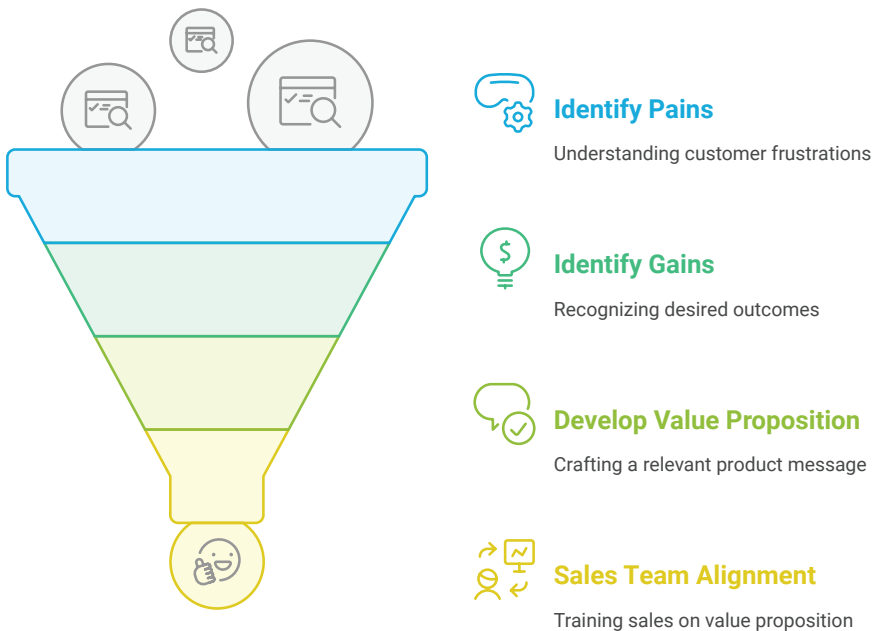 Identify Pains
Understanding customer frustrations
$
Identify Gains
Recognizing desired outcomes
Develop Value Proposition
Crafting a relevant product message
Sales Team Alignment
Training sales on value proposition